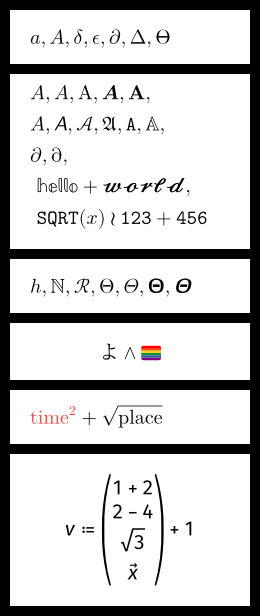 𝑎, 𝐴, 𝛿, 𝜖, ∂, Δ, Θ
𝐴, 𝐴, A, 𝑨, 𝐀,
𝐴, 𝘈, 𝒜, 𝔄, 𝙰, 𝔸,
𝜕, ∂,
𝕙𝕖𝕝𝕝𝕠 + 𝔀𝓸𝓻𝓵𝓭,
𝚂𝚀𝚁𝚃(𝑥) ≀ 𝟷𝟸𝟹 + 𝟺𝟻𝟼
ℎ, ℕ, ℛ, Θ, 𝛩, 𝚯, 𝜣
よ ∧ 🏳️‍🌈
time² + √place
v ≔ (
1 + 2
2 − 4
√3
x⃗
) + 1